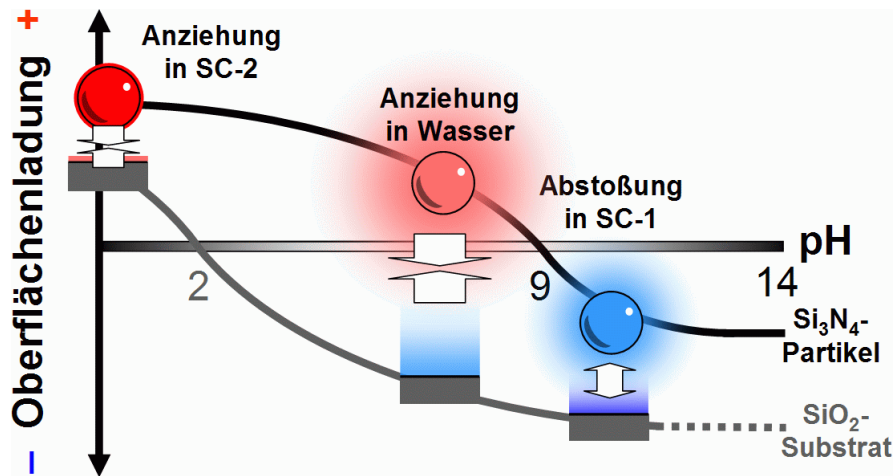 +
– Oberflächenladung
Anziehung
in SC-2
Anziehung
in Wasser
Abstoßung
in SC-1
pH
2
9
14
Si₃N₄-
Partikel
SiO₂-
Substrat